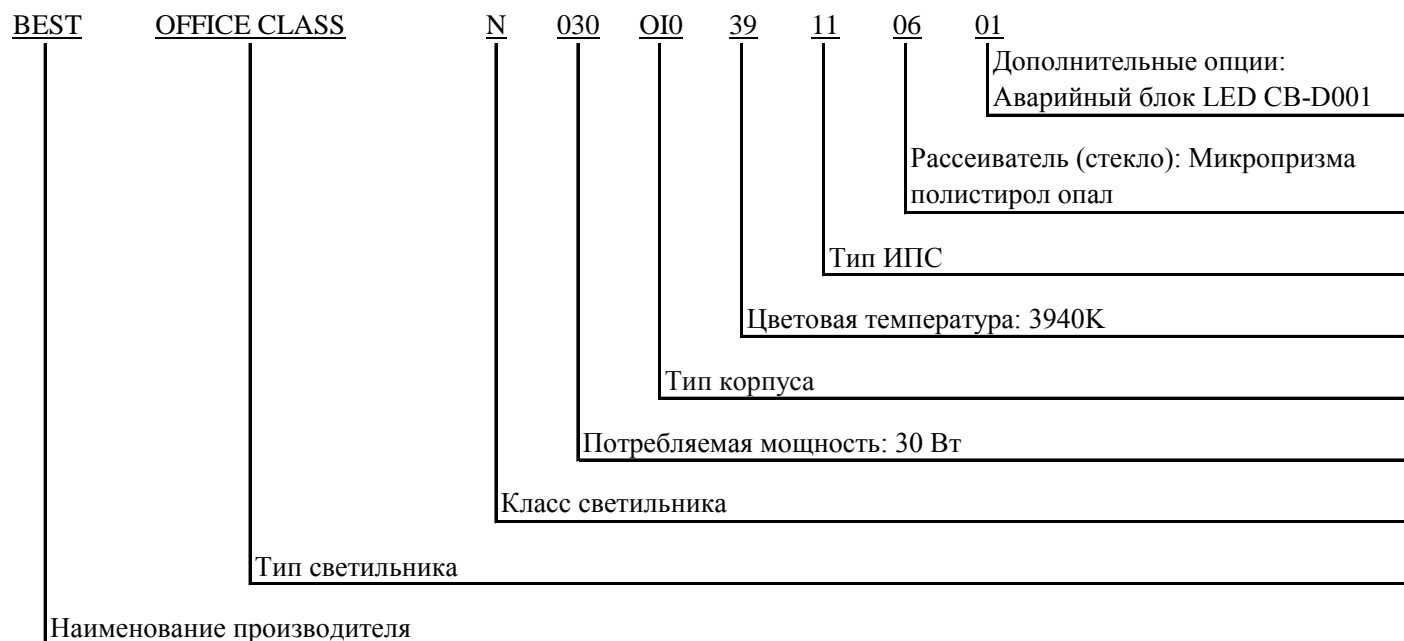 BEST OFFICE CLASS N 030 OI0 39 11 06 01
Дополнительные опции:
Аварийный блок LED CB-D001
Рассеиватель (стекло): Микропризма
полистирол опал
Тип ИПС
Цветовая температура: 3940K
Тип корпуса
Потребляемая мощность: 30 Вт
Класс светильника
Тип светильника
Наименование производителя